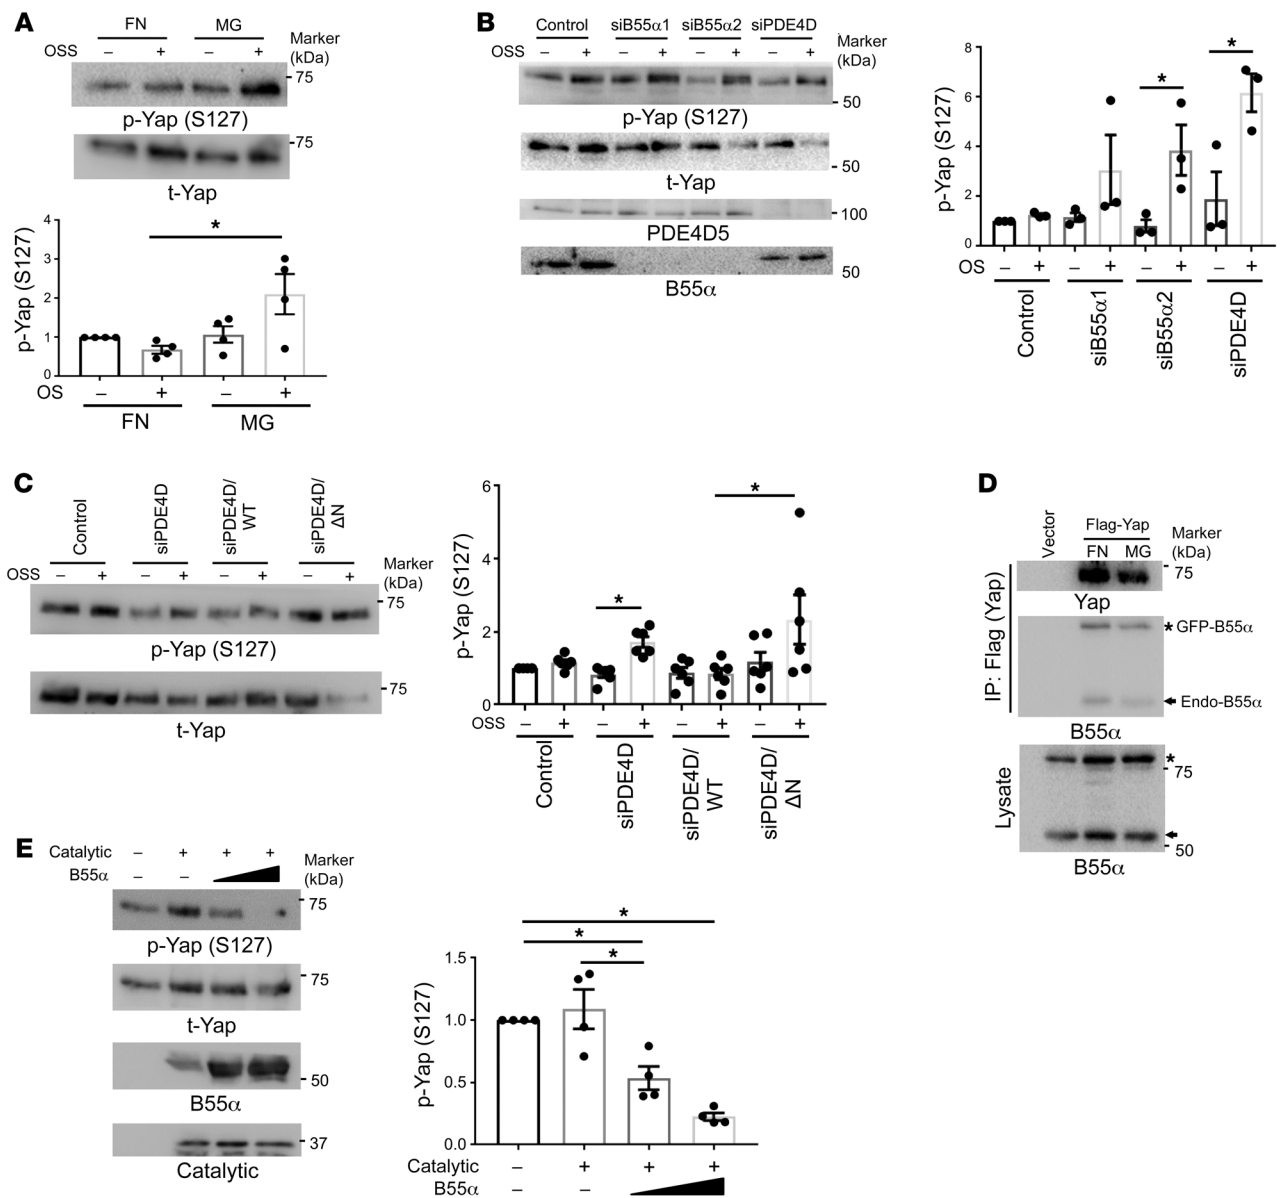 A
FN MG
OSS – + – + Marker (kDa)
75
p-Yap (S127)
75
t-Yap
p-Yap (S127)
4
3
2
1
0
OS – + – +
FN MG
*
B
Control siB55α1 siB55α2 siPDE4D
OSS – + – + – + – + Marker (kDa)
50
p-Yap (S127)
50
t-Yap
100
PDE4D5
50
B55α
p-Yap (S127)
8
6
4
2
0
* *
OS – + – + – + – +
Control siB55α1 siB55α2 siPDE4D
C
Control siPDE4D siPDE4D/WT siPDE4D/ΔN
OSS – + – + – + – + Marker (kDa)
75
p-Yap (S127)
75
t-Yap
p-Yap (S127)
6
4
2
0
* *
OSS – + – + – + – +
Control siPDE4D siPDE4D/WT siPDE4D/ΔN
D
Vector Flag-Yap
FN MG Marker (kDa)
IP: Flag (Yap)
75
Yap
* GFP-B55α
Endo-B55α
B55α
Lysate
*
75
50
B55α
E
Catalytic – + + +
B55α – – Marker (kDa)
75
p-Yap (S127)
75
t-Yap
50
B55α
37
Catalytic
p-Yap (S127)
1.5
1.0
0.5
0.0
*
*
*
Catalytic – + + +
B55α – –